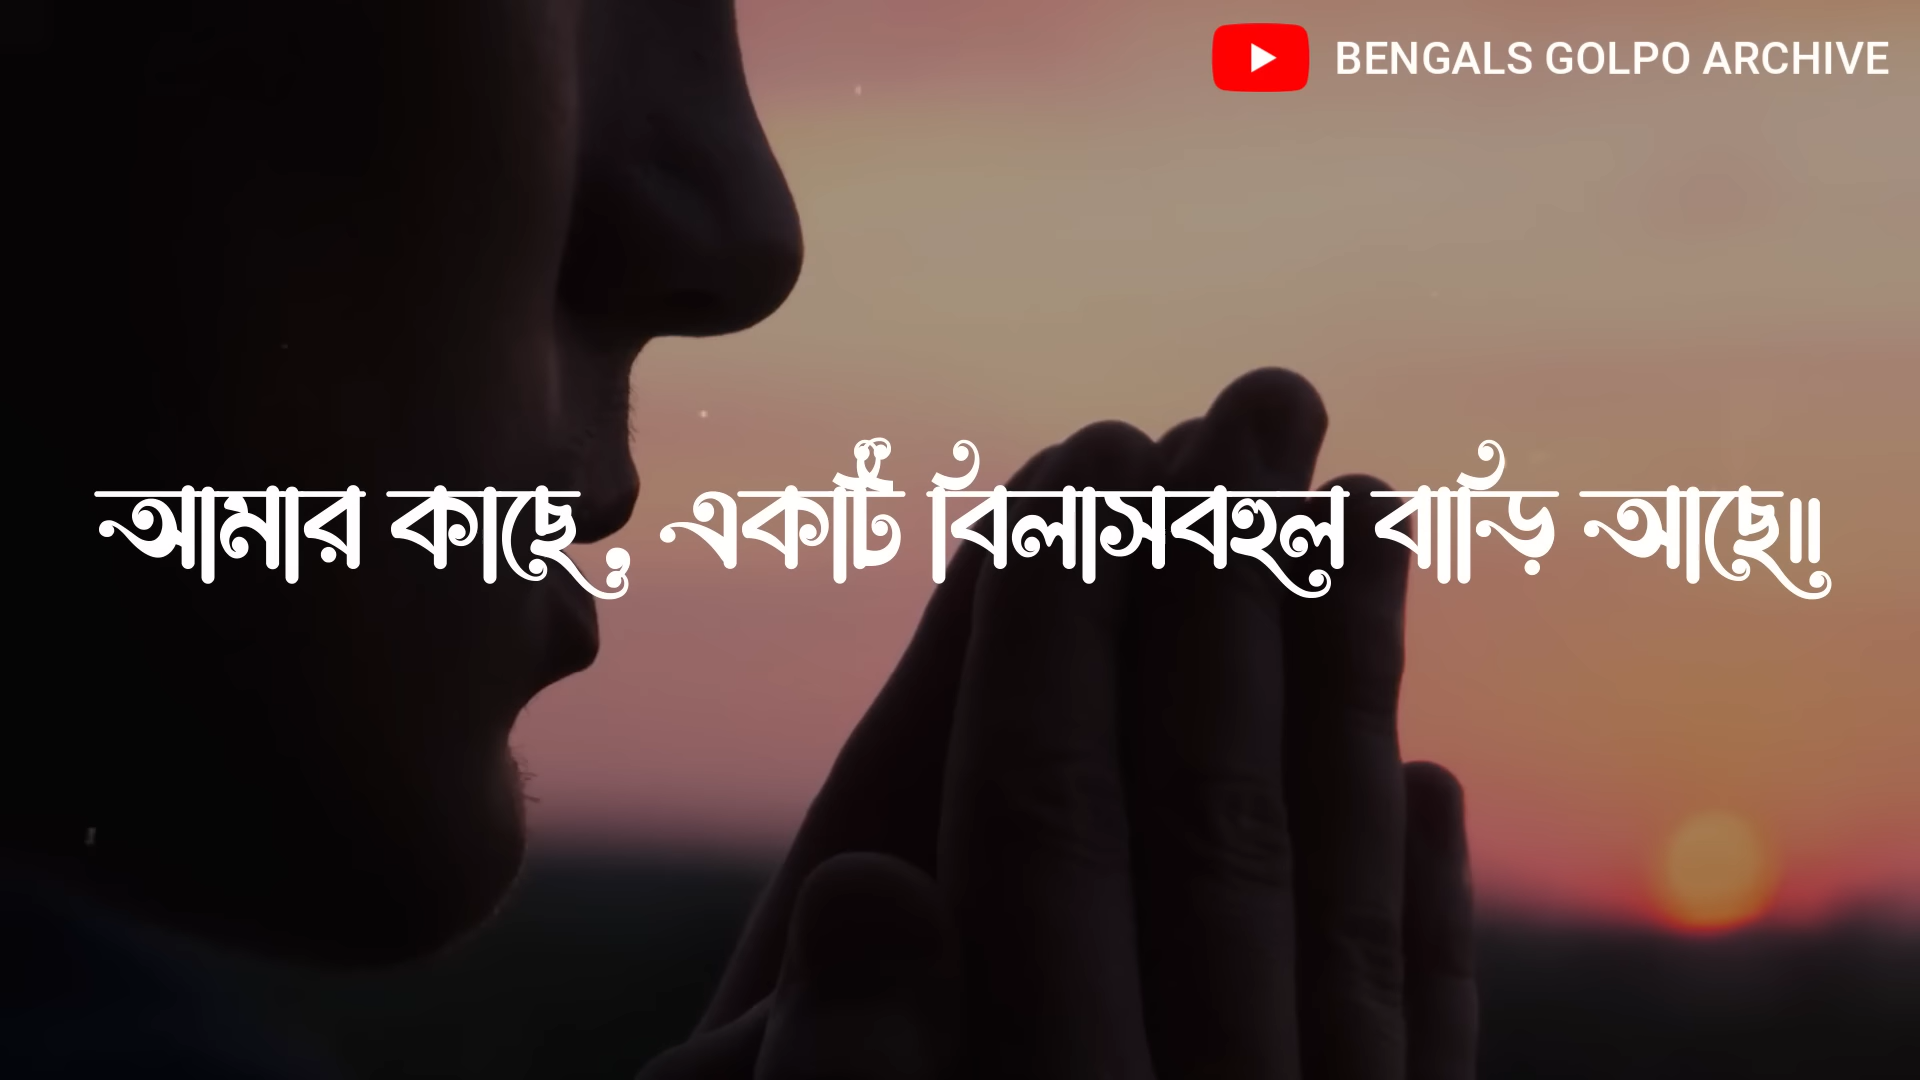 BENGALS GOLPO ARCHIVE
আমার কাছে, একটি বিলাসবহুল বাড়ি আছে॥